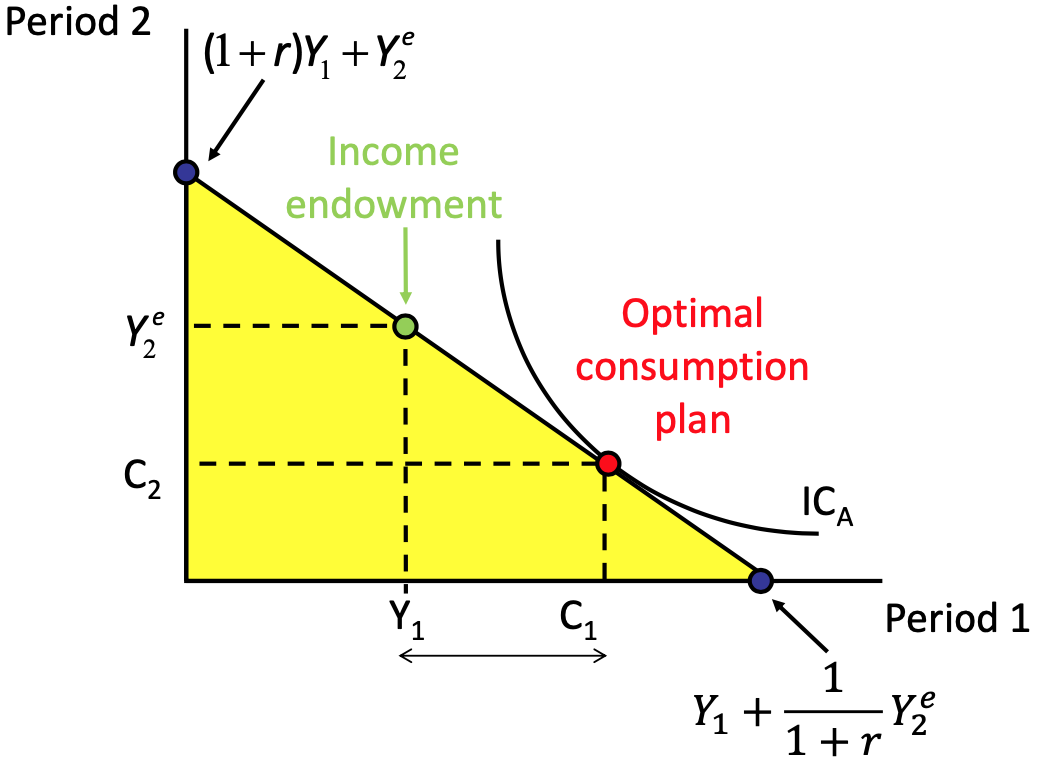 Period 2
(1+r)Y₁+Y₂ᵉ
Income
endowment
Optimal
consumption
plan
Y₂ᵉ
C₂
IC_A
Y₁
C₁
Period 1
Y₁ + 1/(1 + r) Y₂ᵉ